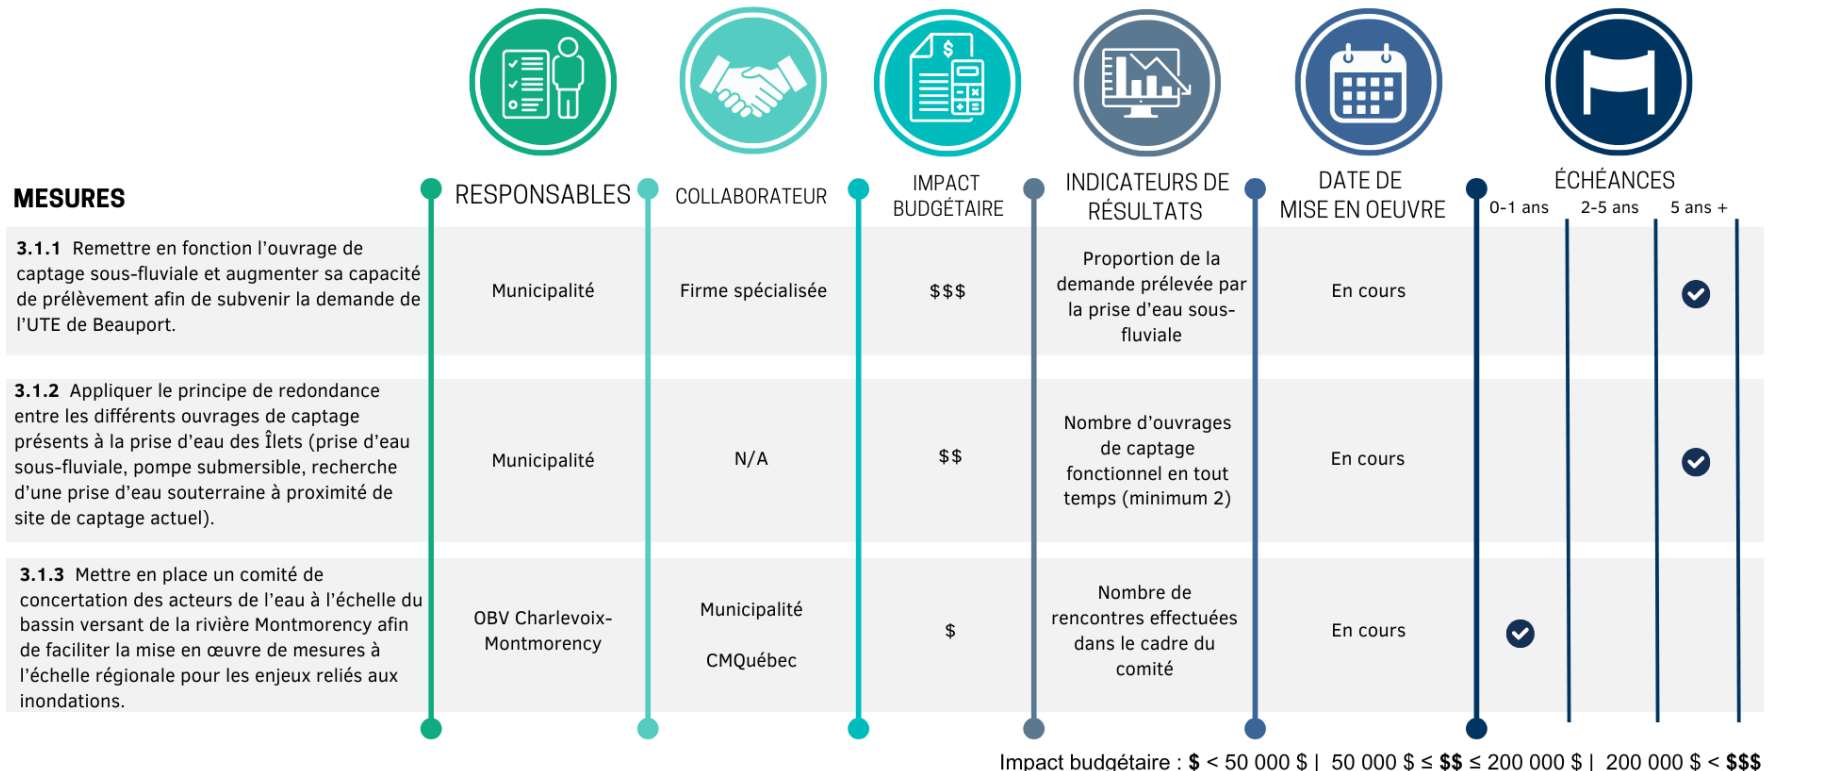 MESURES
RESPONSABLES
COLLABORATEUR
IMPACT
BUDGÉTAIRE
INDICATEURS DE
RÉSULTATS
DATE DE
MISE EN OEUVRE
ÉCHÉANCES
0-1 ans
2-5 ans
5 ans +
3.1.1 Remettre en fonction l'ouvrage de
captage sous-fluviale et augmenter sa capacité
de prélèvement afin de subvenir la demande de
l'UTE de Beauport.
Municipalité
Firme spécialisée
$$$
Proportion de la
demande prélevée par
la prise d'eau sous-
fluviale
En cours
3.1.2 Appliquer le principe de redondance
entre les différents ouvrages de captage
présents à la prise d'eau des Îlets (prise d'eau
sous-fluviale, pompe submersible, recherche
d'une prise d'eau souterraine à proximité de
site de captage actuel).
Municipalité
N/A
$$
Nombre d'ouvrages
de captage
fonctionnel en tout
temps (minimum 2)
En cours
3.1.3 Mettre en place un comité de
concertation des acteurs de l'eau à l'échelle du
bassin versant de la rivière Montmorency afin
de faciliter la mise en œuvre de mesures à
l'échelle régionale pour les enjeux reliés aux
inondations.
OBV Charlevoix-
Montmorency
Municipalité
CMQuébec
$
Nombre de
rencontres effectuées
dans le cadre du
comité
En cours
Impact budgétaire : $ < 50 000 $ | 50 000 $ ≤ $$ ≤ 200 000 $ | 200 000 $ < $$$